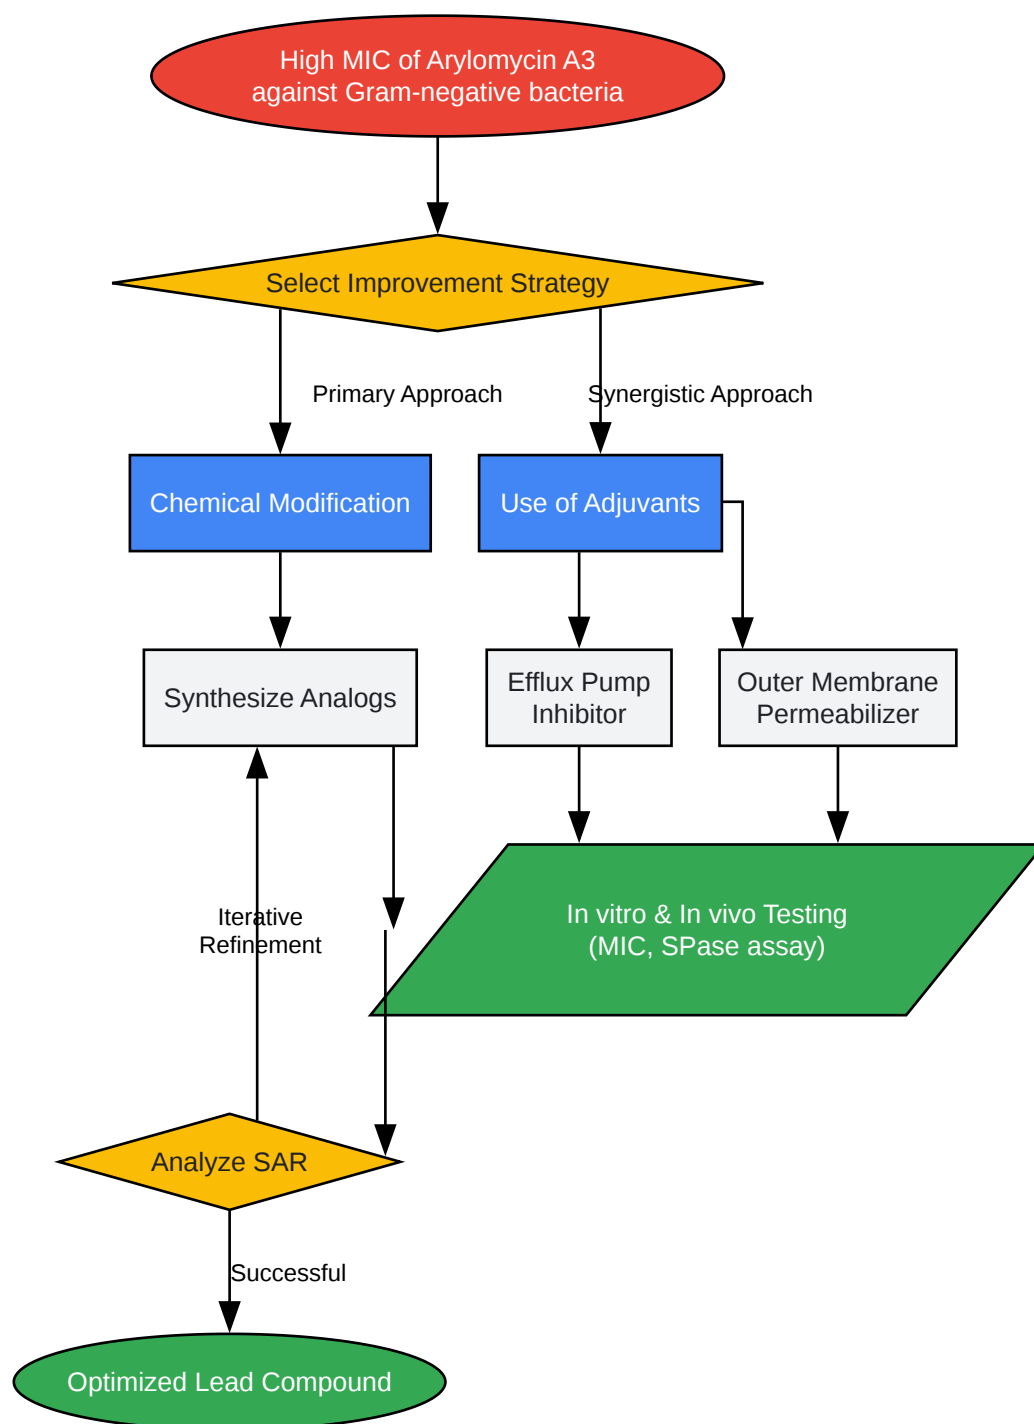 High MIC of Arylomycin A3
against Gram-negative bacteria
Select Improvement Strategy
Primary Approach
Synergistic Approach
Chemical Modification
Use of Adjuvants
Synthesize Analogs
Efflux Pump
Inhibitor
Outer Membrane
Permeabilizer
Iterative
Refinement
In vitro & In vivo Testing
(MIC, SPase assay)
Analyze SAR
Successful
Optimized Lead Compound